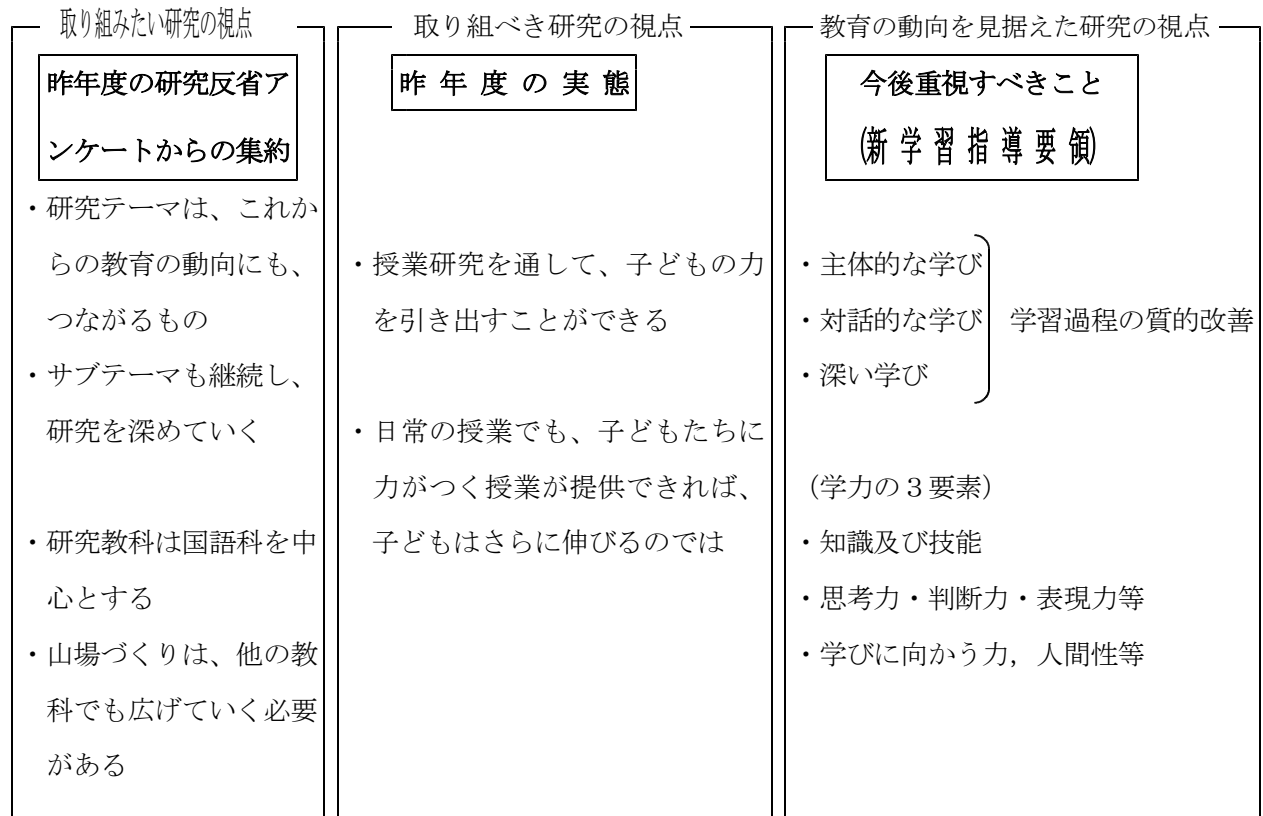 取り組みたい研究の視点
昨年度の研究反省ア
ンケートからの集約
・研究テーマは、これか
らの教育の動向にも、
つながるもの
・サブテーマも継続し、
研究を深めていく
・研究教科は国語科を中
心とする
・山場づくりは、他の教
科でも広げていく必要
がある
取り組べき研究の視点
昨年度の実態
・授業研究を通して、子どもの力
を引き出すことができる
・日常の授業でも、子どもたちに
力がつく授業が提供できれば、
子どもはさらに伸びるのでは
教育の動向を見据えた研究の視点
今後重視すべきこと
(新学習指導要領)
・主体的な学び
・対話的な学び 学習過程の質的改善
・深い学び
（学力の３要素）
・知識及び技能
・思考力・判断力・表現力等
・学びに向かう力，人間性等